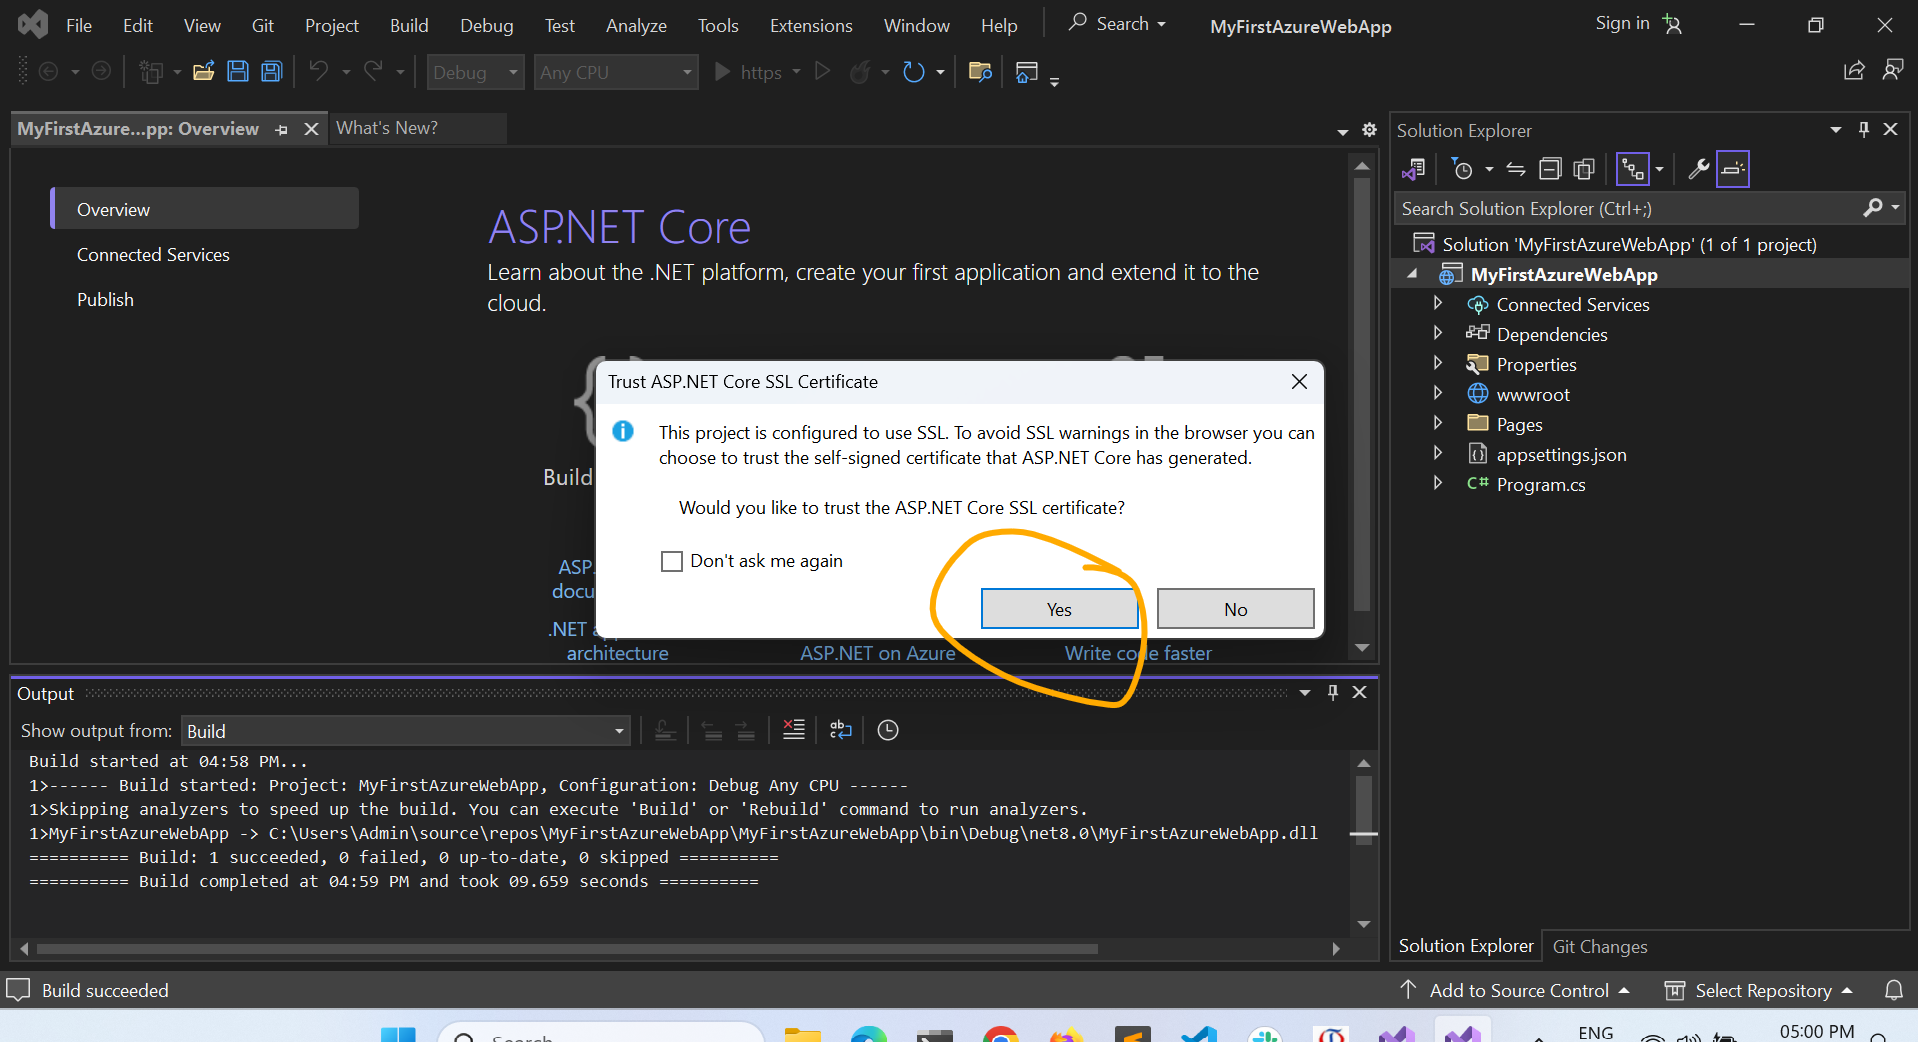 File Edit View Git Project Build Debug Test Analyze Tools Extensions Window Help Search MyFirstAzureWebApp Sign in
Debug Any CPU https
MyFirstAzure...pp: Overview What's New?
Overview
Connected Services
Publish
ASP.NET Core
Learn about the .NET platform, create your first application and extend it to the
cloud.
Build
ASP.
docu
.NET
architecture
ASP.NET on Azure
Write code faster
Trust ASP.NET Core SSL Certificate
This project is configured to use SSL. To avoid SSL warnings in the browser you can
choose to trust the self-signed certificate that ASP.NET Core has generated.
Would you like to trust the ASP.NET Core SSL certificate?
Don't ask me again
Yes No
Solution Explorer
Search Solution Explorer (Ctrl+;)
Solution 'MyFirstAzureWebApp' (1 of 1 project)
MyFirstAzureWebApp
Connected Services
Dependencies
Properties
wwwroot
Pages
appsettings.json
C# Program.cs
Solution Explorer Git Changes
Output
Show output from: Build
Build started at 04:58 PM...
1>------ Build started: Project: MyFirstAzureWebApp, Configuration: Debug Any CPU ------
1>Skipping analyzers to speed up the build. You can execute 'Build' or 'Rebuild' command to run analyzers.
1>MyFirstAzureWebApp -> C:\Users\Admin\source\repos\MyFirstAzureWebApp\MyFirstAzureWebApp\bin\Debug\net8.0\MyFirstAzureWebApp.dll
========== Build: 1 succeeded, 0 failed, 0 up-to-date, 0 skipped ==========
========== Build completed at 04:59 PM and took 09.659 seconds ==========
Build succeeded Add to Source Control Select Repository
Search ENG 05:00 PM